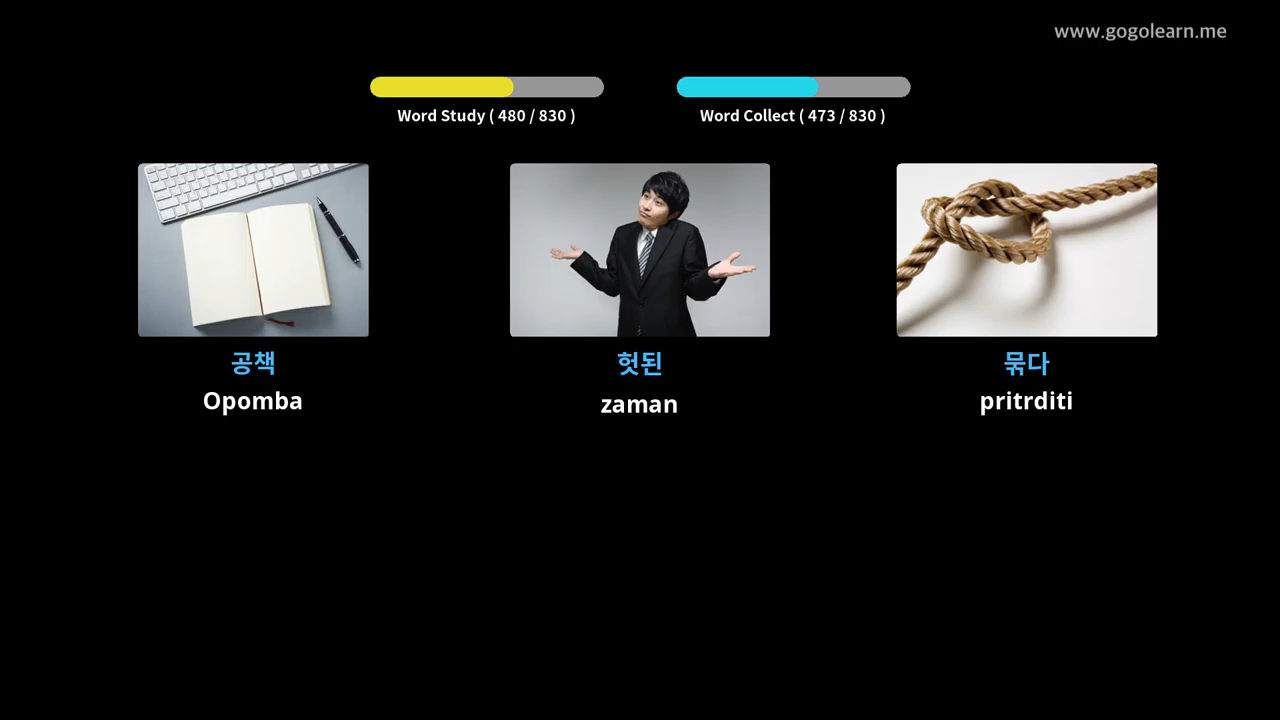 www.gogolearn.me
Word Study ( 480 / 830 )
Word Collect ( 473 / 830 )
공책
헛된
묶다
Opomba
zaman
pritrditi